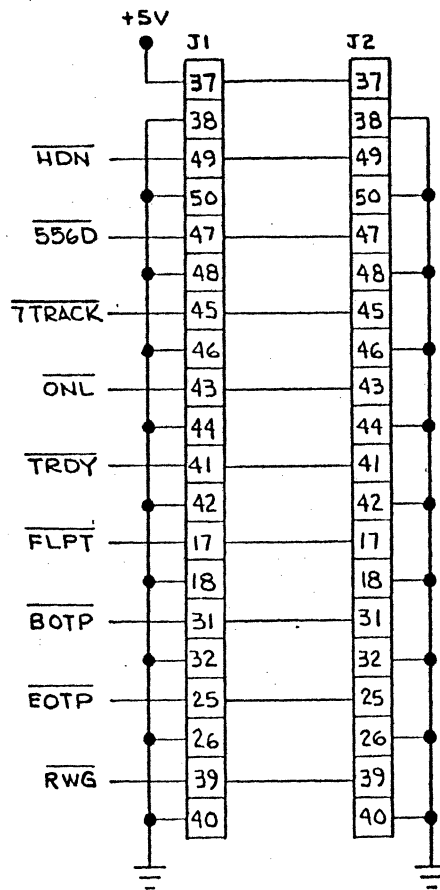 +5V
J1 J2
37 37
38 38
HDN 49 49
50 50
556D 47 47
48 48
7TRACK 45 45
46 46
ONL 43 43
44 44
TRDY 41 41
42 42
FLPT 17 17
18 18
BOTP 31 31
32 32
EOTP 25 25
26 26
RWG 39 39
40 40